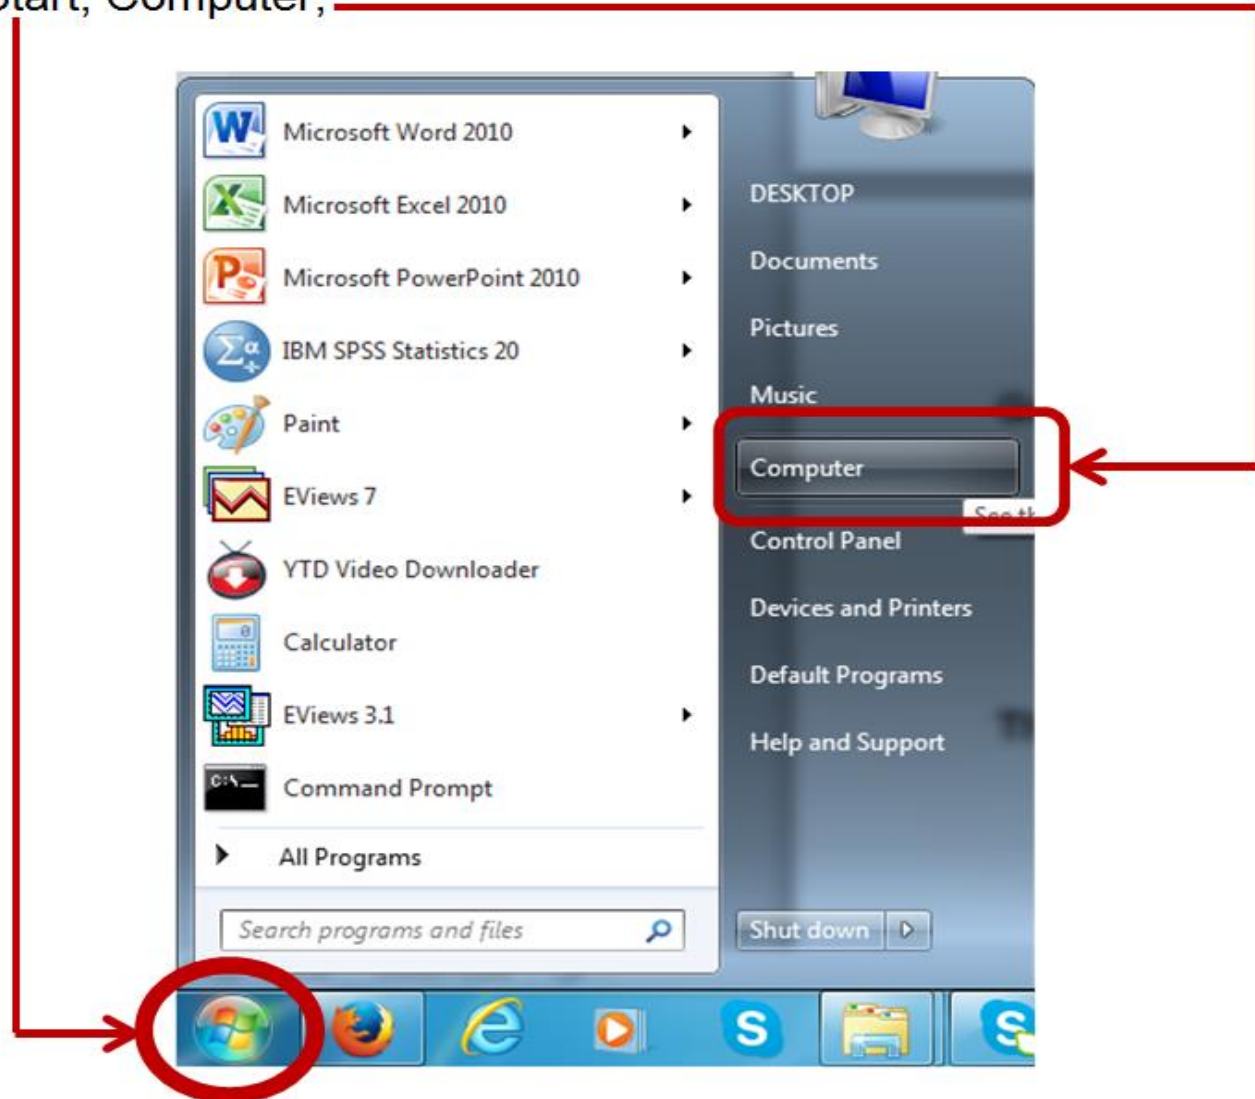 Start, Computer,
Microsoft Word 2010
Microsoft Excel 2010
Microsoft PowerPoint 2010
IBM SPSS Statistics 20
Paint
EViews 7
YTD Video Downloader
Calculator
EViews 3.1
Command Prompt
All Programs
Search programs and files
DESKTOP
Documents
Pictures
Music
Computer
Control Panel
Devices and Printers
Default Programs
Help and Support
Shut down